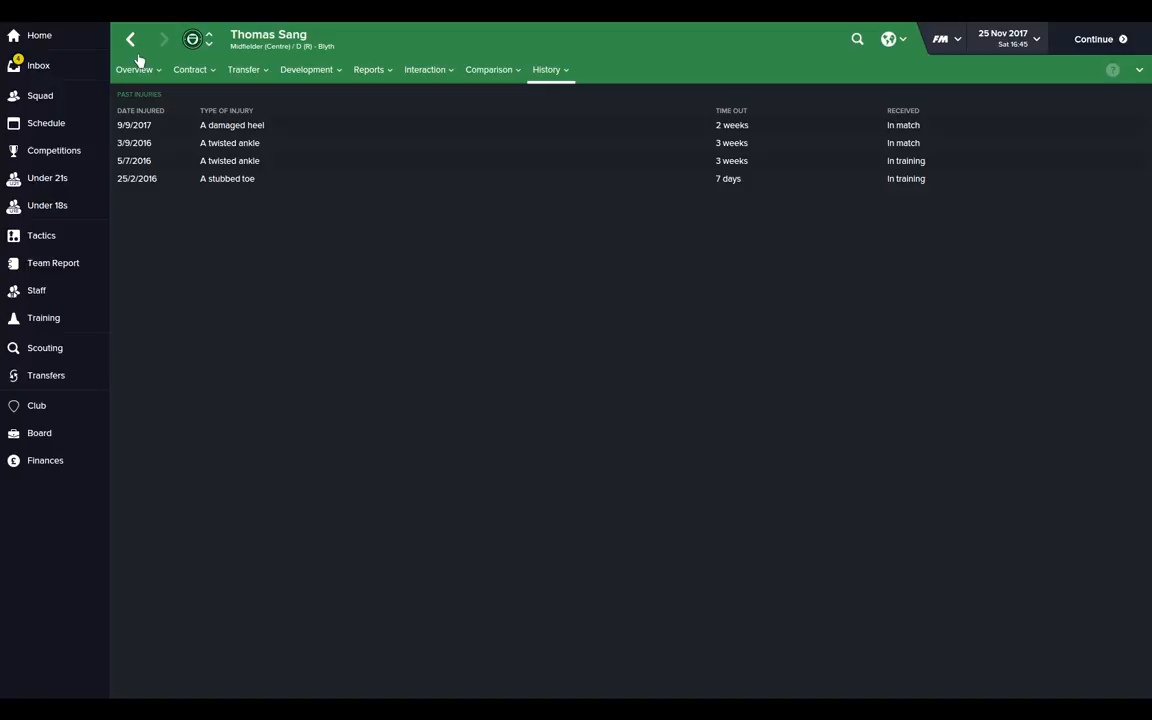 Home
4
Inbox
Squad
Schedule
Competitions
Under 21s
Under 18s
Tactics
Team Report
Staff
Training
Scouting
Transfers
Club
Board
Finances
Thomas Sang
Midfielder (Centre) / D (R) - Blyth
FM
25 Nov 2017
Sat 16:45
Continue
Overview Contract Transfer Development Reports Interaction Comparison History
?
PAST INJURIES
DATE INJURED TYPE OF INJURY TIME OUT RECEIVED
9/9/2017 A damaged heel 2 weeks In match
3/9/2016 A twisted ankle 3 weeks In match
5/7/2016 A twisted ankle 3 weeks In training
25/2/2016 A stubbed toe 7 days In training